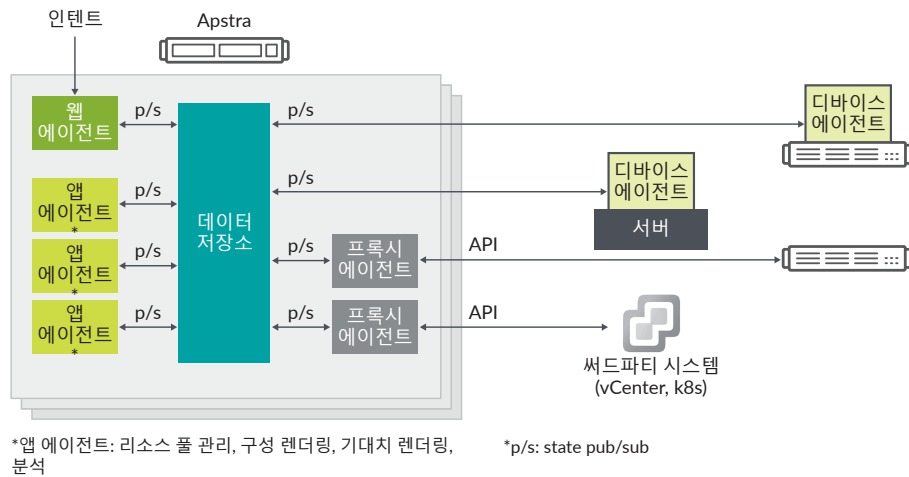 인텐트
Apstra
웹
에이전트
p/s
p/s
디바이스
에이전트
앱
에이전트
*
p/s
p/s
디바이스
에이전트
서버
데이터
저장소
앱
에이전트
*
p/s
p/s
프록시
에이전트
API
앱
에이전트
*
p/s
p/s
프록시
에이전트
API
써드파티 시스템
(vCenter, k8s)
*앱 에이전트: 리소스 풀 관리, 구성 렌더링, 기대치 렌더링,
분석
*p/s: state pub/sub